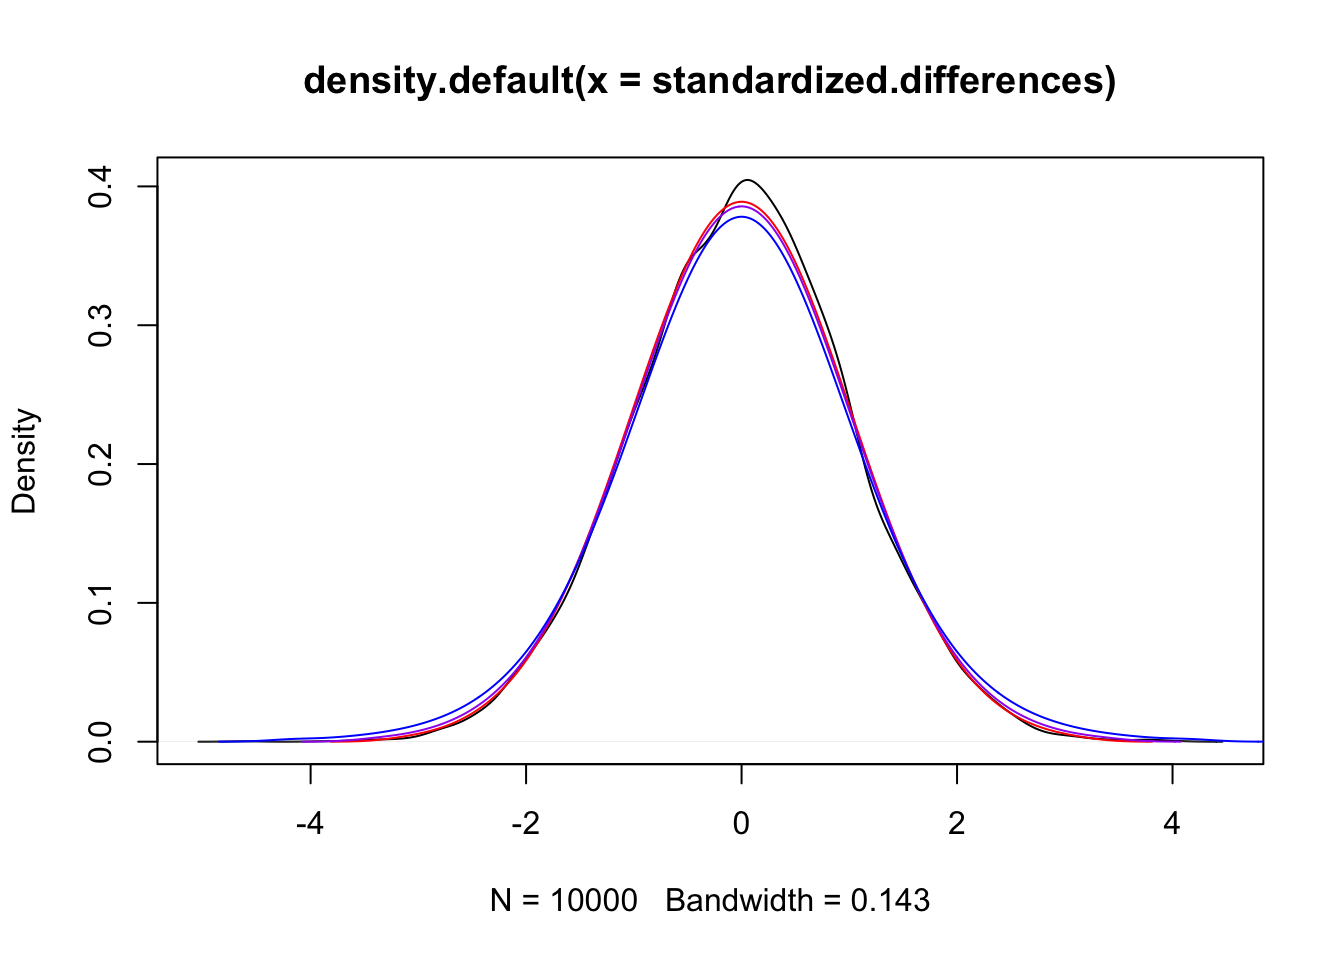 density.default(x = standardized.differences)
Density
0.4
0.3
0.2
0.1
0.0
-4 -2 0 2 4
N = 10000 Bandwidth = 0.143